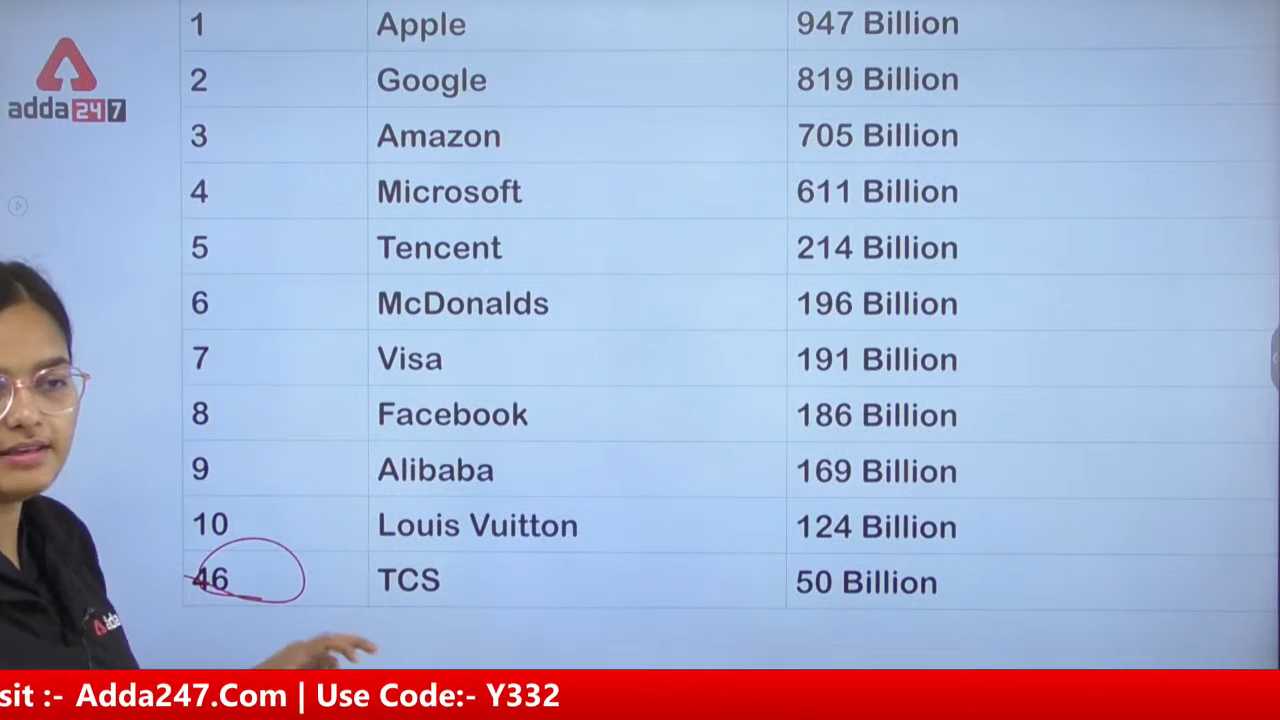 1 Apple 947 Billion
2 Google 819 Billion
adda247
3 Amazon 705 Billion
4 Microsoft 611 Billion
5 Tencent 214 Billion
6 McDonalds 196 Billion
7 Visa 191 Billion
8 Facebook 186 Billion
9 Alibaba 169 Billion
10 Louis Vuitton 124 Billion
46 TCS 50 Billion
adda
sit :- Adda247.Com | Use Code:- Y332